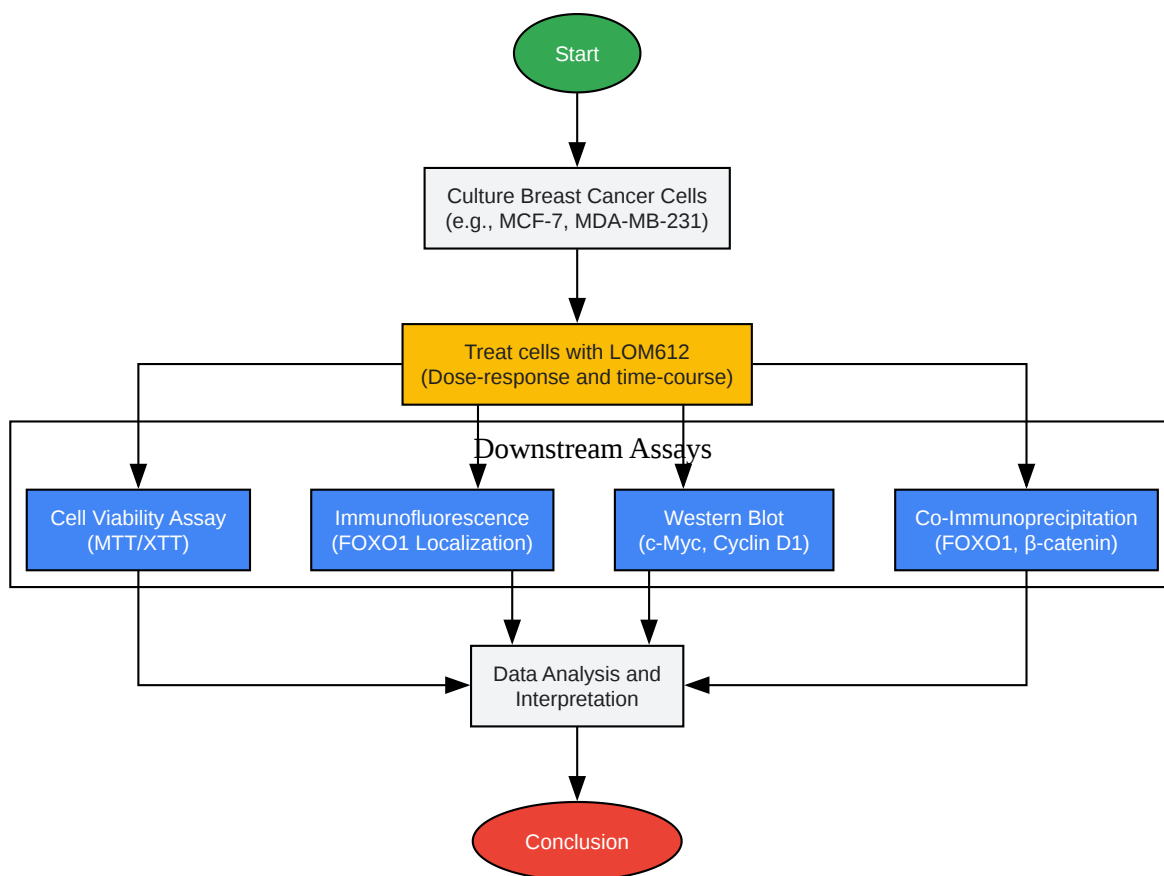 Start
Culture Breast Cancer Cells
(e.g., MCF-7, MDA-MB-231)
Treat cells with LOM612
(Dose-response and time-course)
Downstream Assays
Cell Viability Assay
(MTT/XTT)
Immunofluorescence
(FOXO1 Localization)
Western Blot
(c-Myc, Cyclin D1)
Co-Immunoprecipitation
(FOXO1, β-catenin)
Data Analysis and
Interpretation
Conclusion